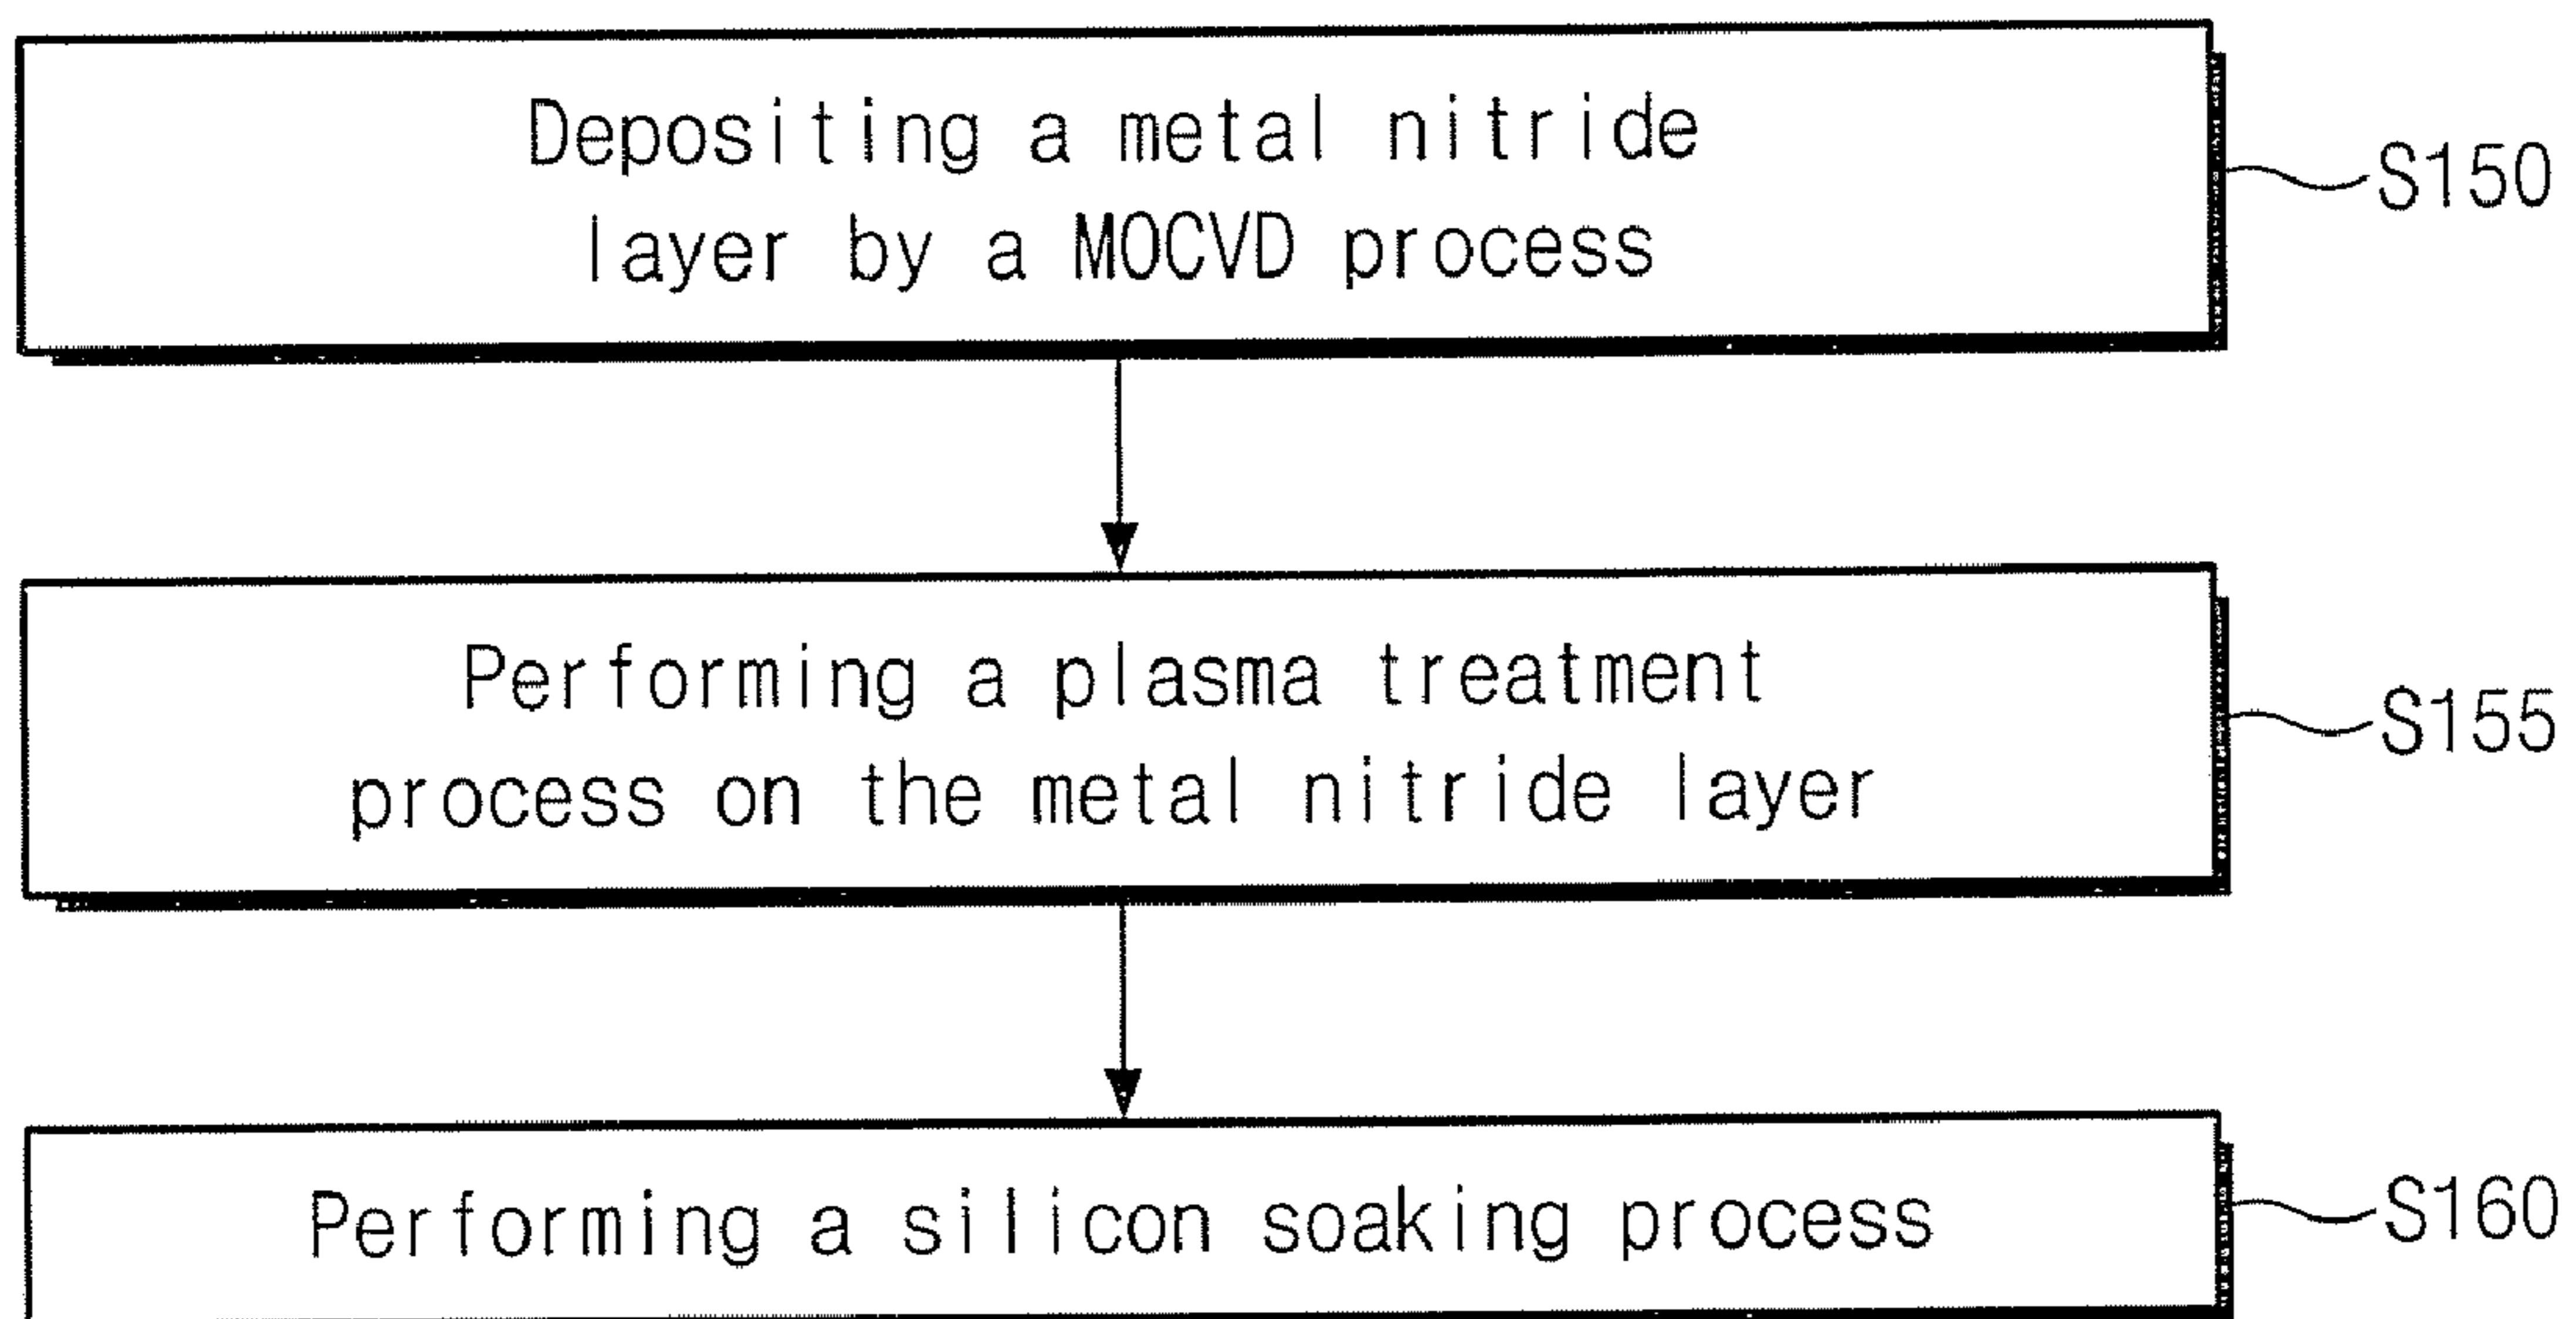 Depositing a metal nitride
layer by a MOCVD process
S150
Performing a plasma treatment
process on the metal nitride layer
S155
Performing a silicon soaking process
S160